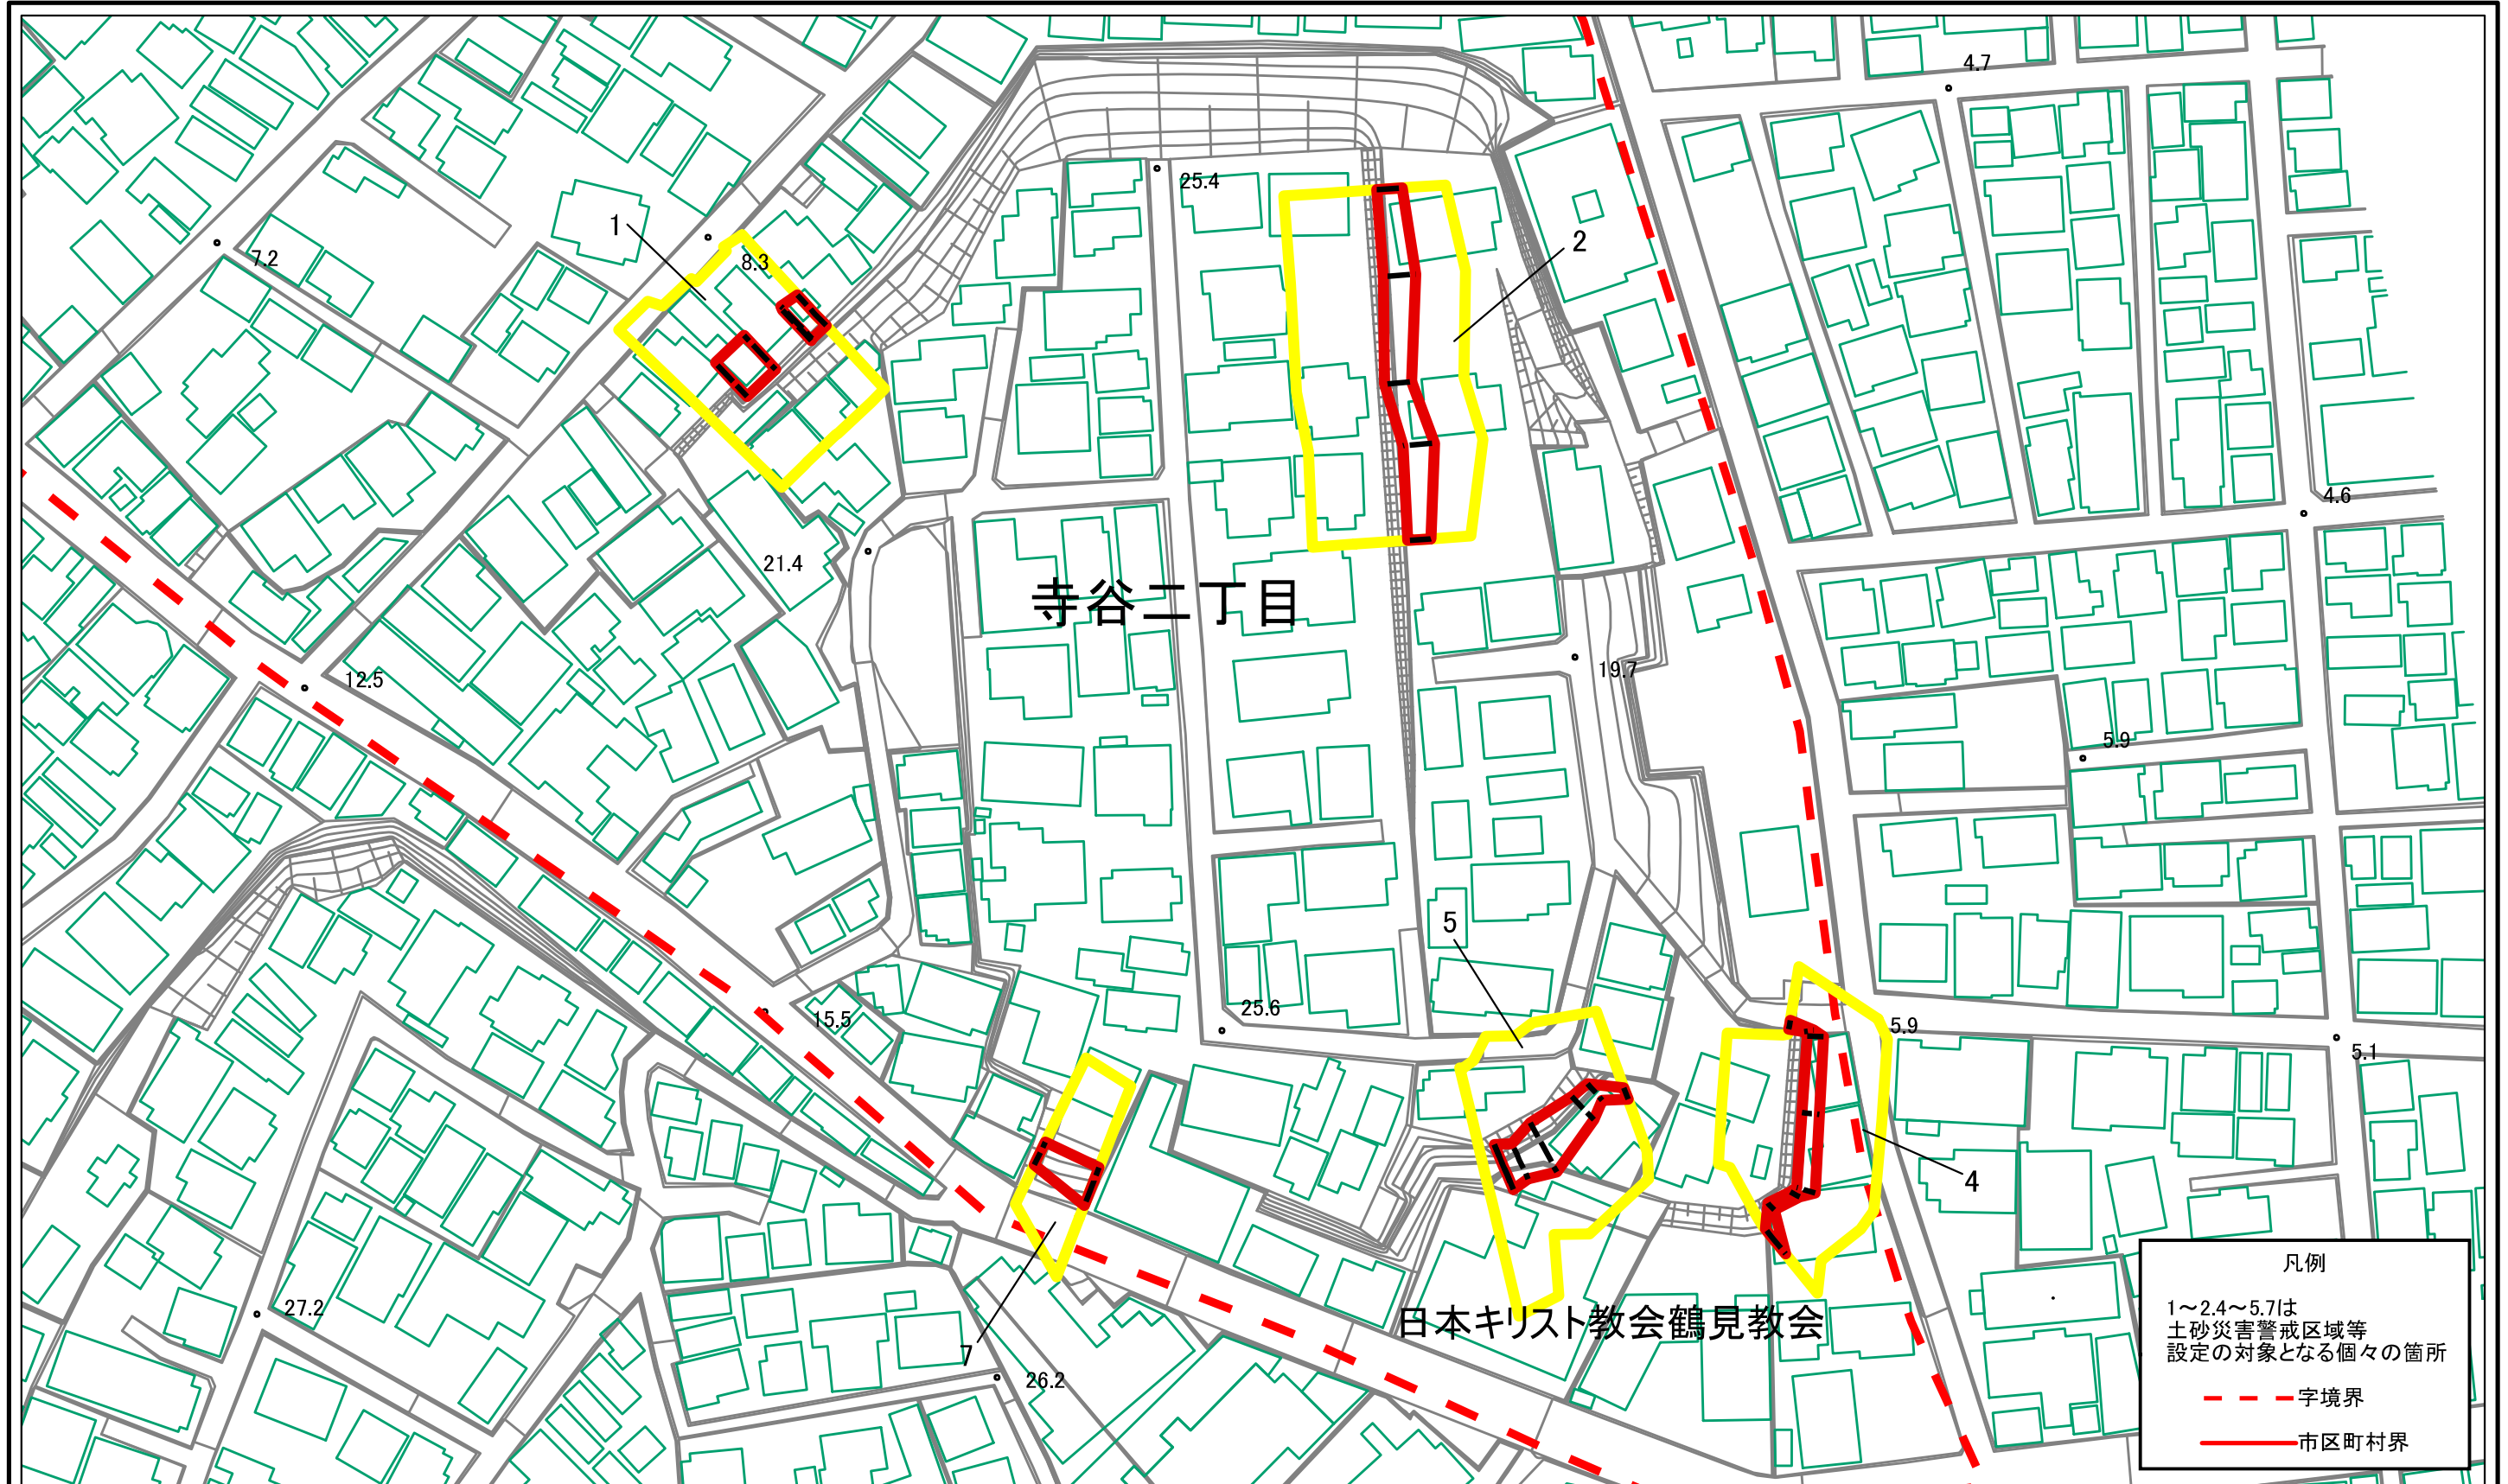 4.7
25.4
1
2
8.3
7.2
4.6
21.4
寺谷二丁目
19.7
12.5
5.9
5
25.6
15.5
5.9
5.1
4
27.2
日本キリスト教会鶴見教会
7
26.2
凡例
1～2.4～5.7は
土砂災害警戒区域等
設定の対象となる個々の箇所
字境界
市区町村界